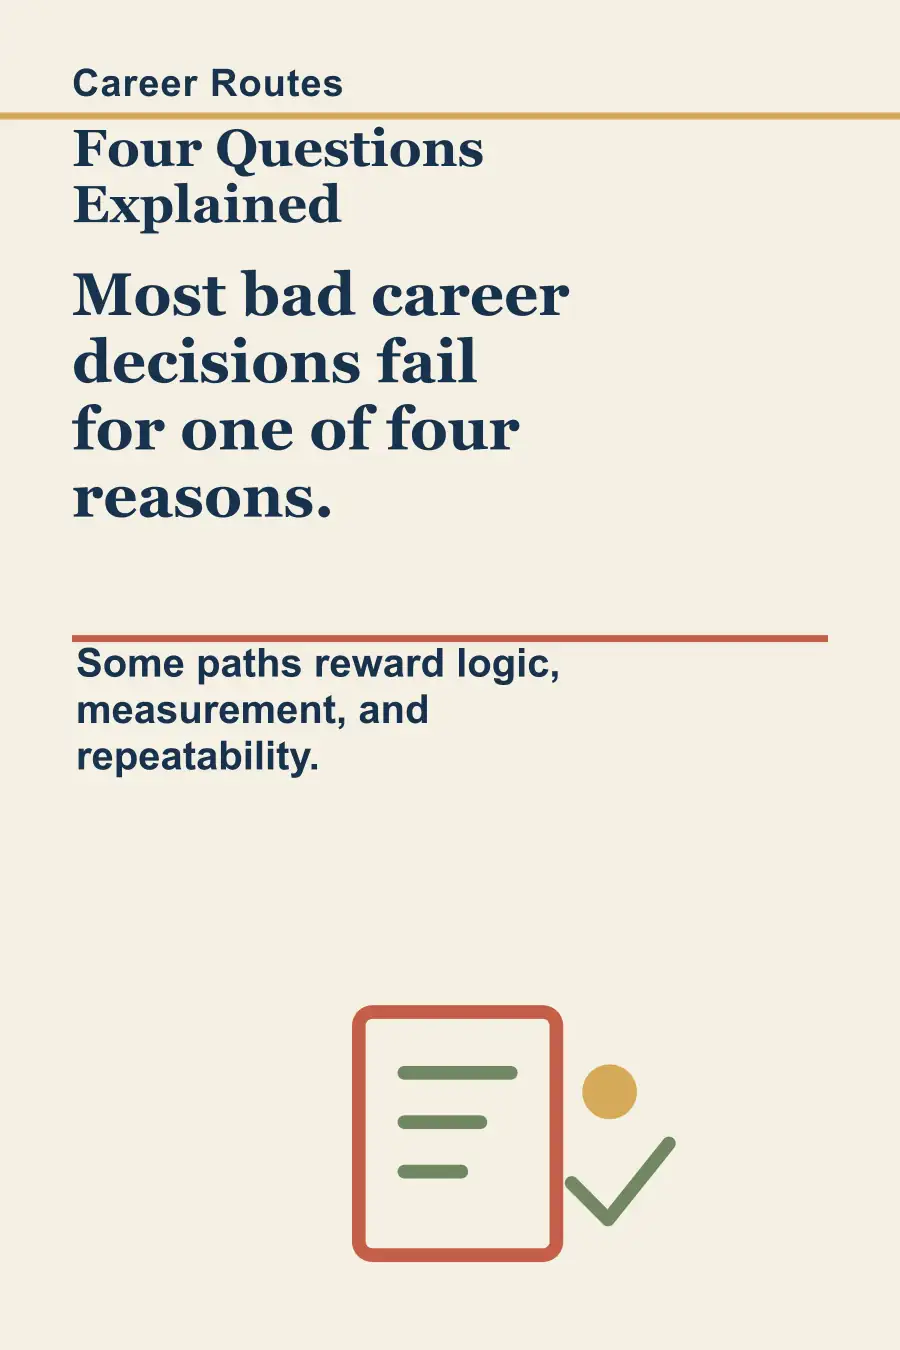 Career Routes
Four Questions
Explained
Most bad career
decisions fail
for one of four
reasons.
Some paths reward logic,
measurement, and
repeatability.